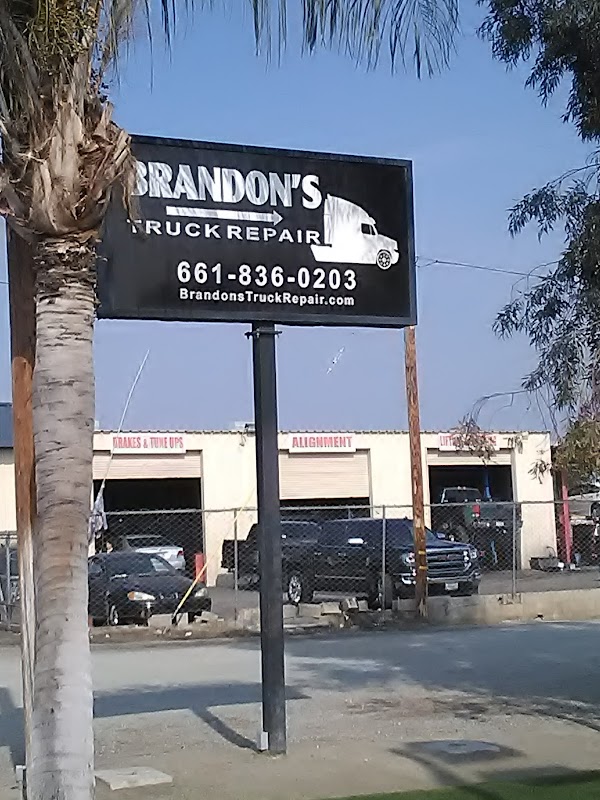 BRANDON'S
TRUCK REPAIR
661-836-0203
BrandonsTruckRepair.com
BRAKES & TUNE UPS
ALIGNMENT